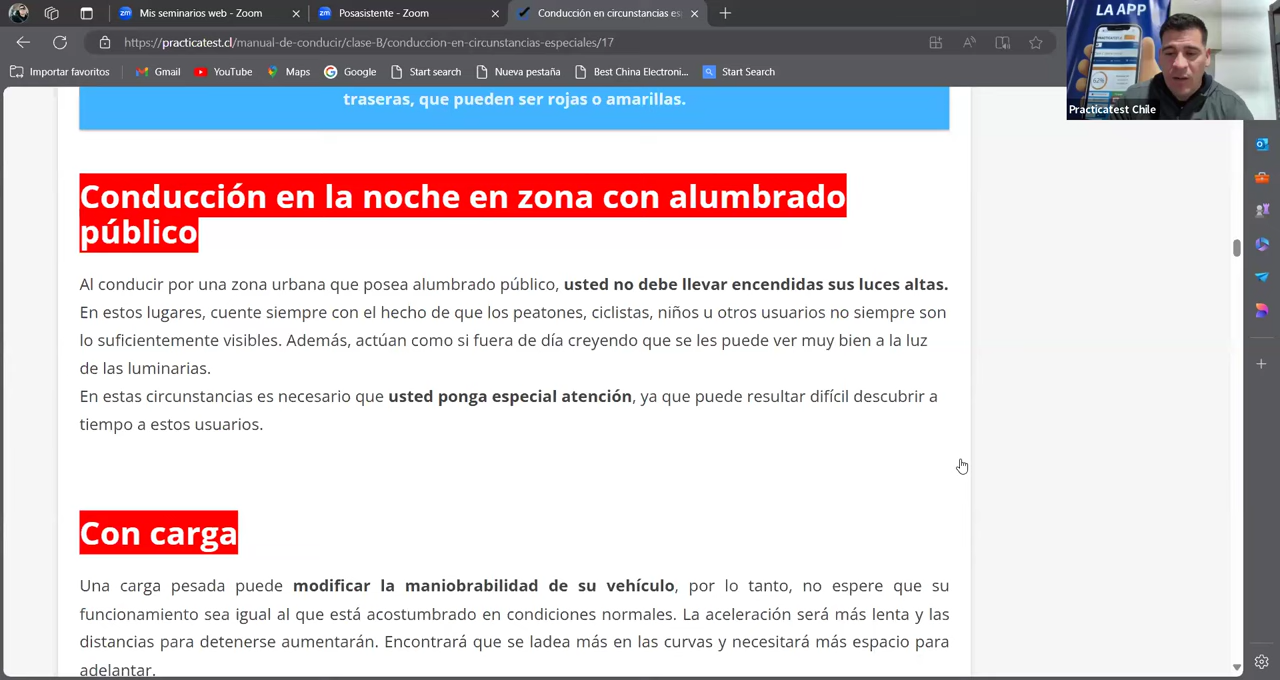 Mis seminarios web - Zoom
Posasistente - Zoom
Conducción en circunstancias es
https://practicatest.cl/manual-de-conducir/clase-B/conduccion-en-circunstancias-especiales/17
Importar favoritos
Gmail
YouTube
Maps
Google
Start search
Nueva pestaña
Best China Electroni...
Start Search
LA APP
Practicatest Chile
traseras, que pueden ser rojas o amarillas.
Conducción en la noche en zona con alumbrado
público
Al conducir por una zona urbana que posea alumbrado público, usted no debe llevar encendidas sus luces altas.
En estos lugares, cuente siempre con el hecho de que los peatones, ciclistas, niños u otros usuarios no siempre son
lo suficientemente visibles. Además, actúan como si fuera de día creyendo que se les puede ver muy bien a la luz
de las luminarias.
En estas circunstancias es necesario que usted ponga especial atención, ya que puede resultar difícil descubrir a
tiempo a estos usuarios.
Con carga
Una carga pesada puede modificar la maniobrabilidad de su vehículo, por lo tanto, no espere que su
funcionamiento sea igual al que está acostumbrado en condiciones normales. La aceleración será más lenta y las
distancias para detenerse aumentarán. Encontrará que se ladea más en las curvas y necesitará más espacio para
adelantar.